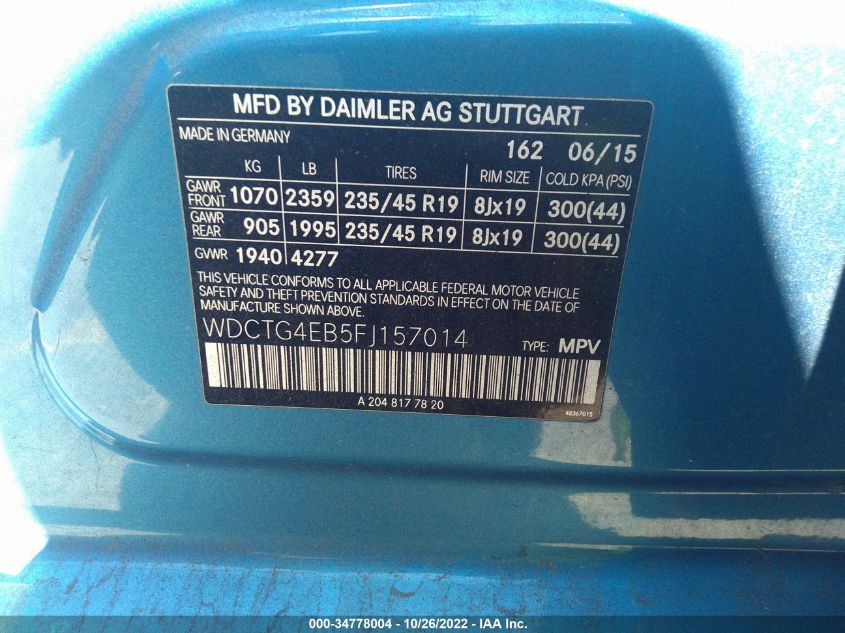 MFD BY DAIMLER AG STUTTGART
MADE IN GERMANY 162 06/15
KG LB TIRES RIM SIZE COLD KPA (PSI)
GAWR FRONT 1070 2359 235/45 R19 8Jx19 300(44)
GAWR REAR 905 1995 235/45 R19 8Jx19 300(44)
GVWR 1940 4277
THIS VEHICLE CONFORMS TO ALL APPLICABLE FEDERAL MOTOR VEHICLE
SAFETY AND THEFT PREVENTION STANDARDS IN EFFECT ON THE DATE OF
MANUFACTURE SHOWN ABOVE.
WDCTG4EB5FJ157014 TYPE: MPV
A 204 817 78 20 48367015
000-34778004 - 10/26/2022 - IAA Inc.